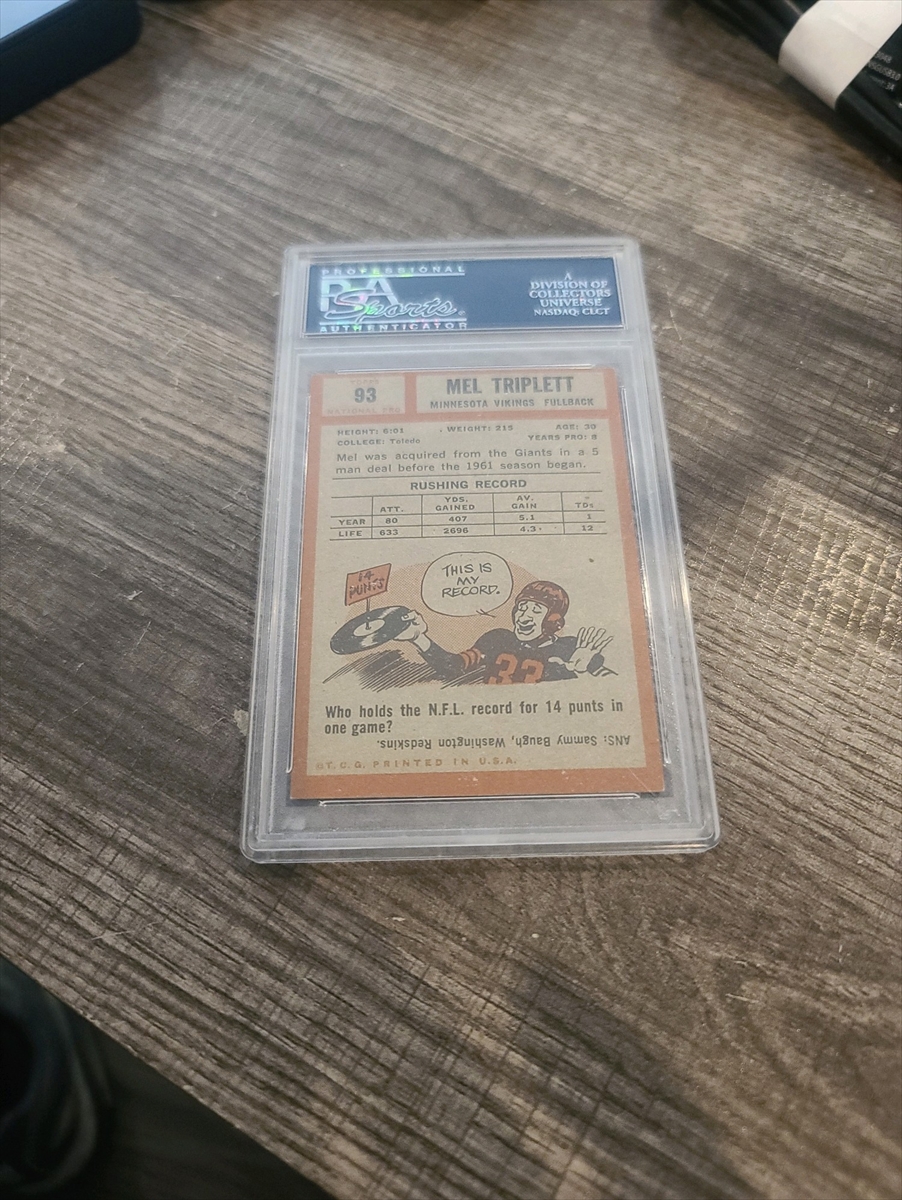 PROFESSIONAL
PSA
Sports
AUTHENTICATOR
A
DIVISION OF
COLLECTORS
UNIVERSE
NASDAQ: CLCT
TOPPS
93
NATIONAL PRO
MEL TRIPLETT
MINNESOTA VIKINGS FULLBACK
HEIGHT: 6:01 WEIGHT: 215 AGE: 30
COLLEGE: Toledo YEARS PRO: 8
Mel was acquired from the Giants in a 5
man deal before the 1961 season began.
RUSHING RECORD
ATT. YDS. GAINED AV. GAIN TDs
YEAR 80 407 5.1 1
LIFE 633 2696 4.3 12
14
PUNTS
THIS IS
MY
RECORD.
33
Who holds the N.F.L. record for 14 punts in
one game?
ANS: Sammy Baugh, Washington Redskins.
©T.C.G. PRINTED IN U.S.A.